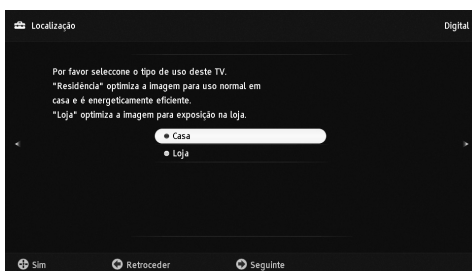 Localização
Digital
Por favor seleccone o tipo de uso deste TV.
"Residência" optimiza a imagem para uso normal em
casa e é energeticamente eficiente.
"Loja" optimiza a imagem para exposição na loja.
Casa
Loja
Sim
Retroceder
Seguinte